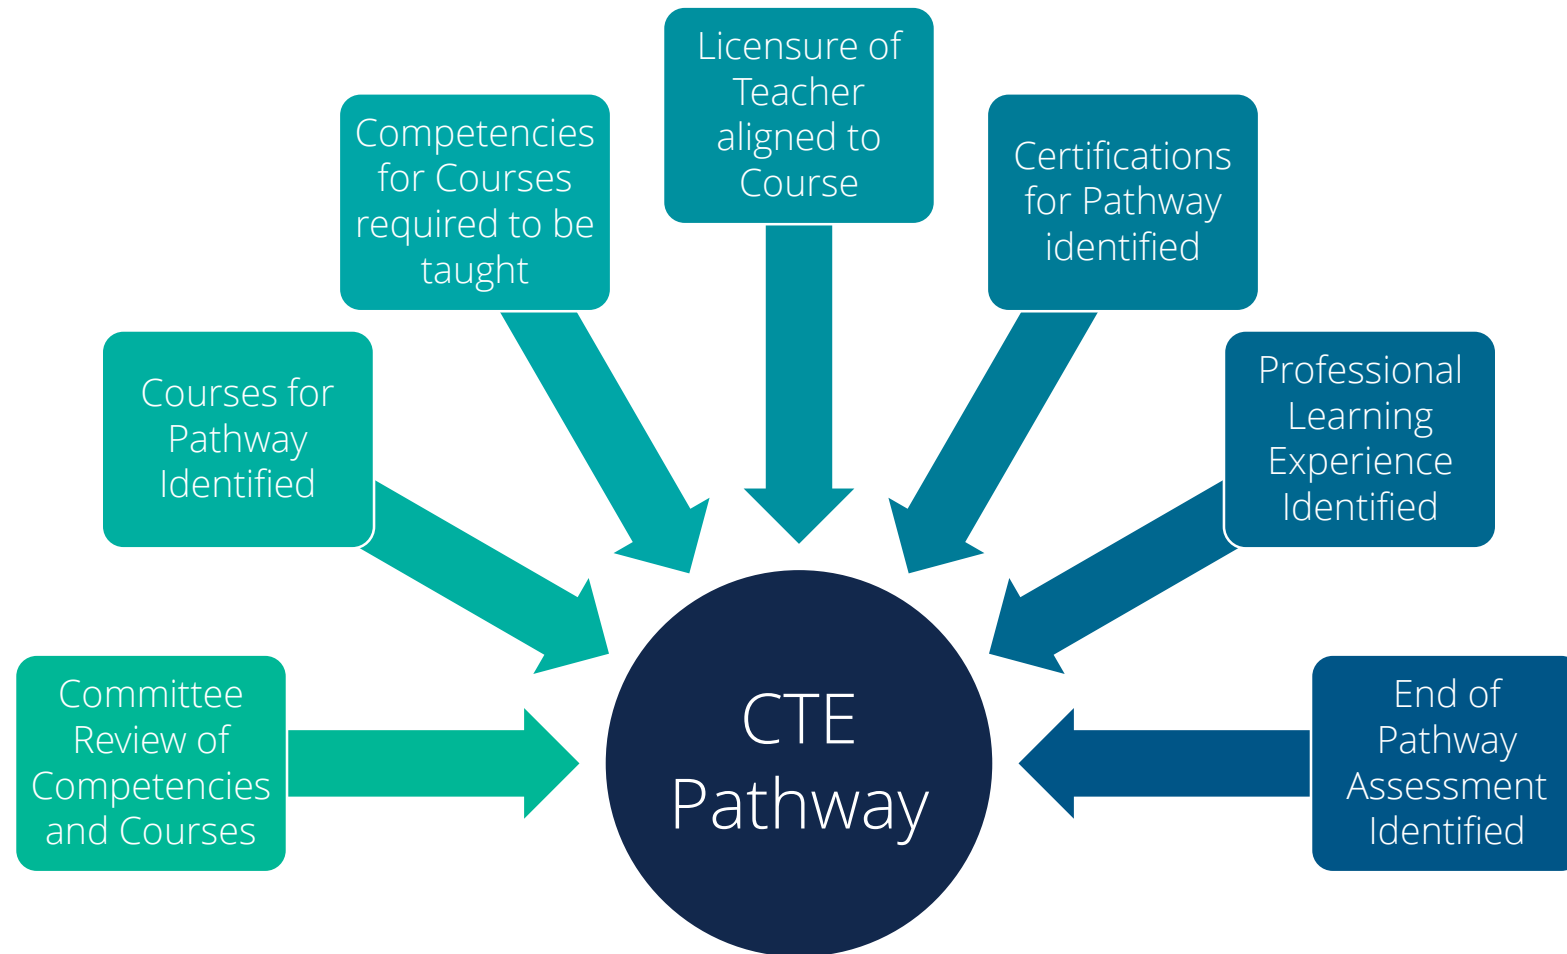 Licensure of
Teacher
aligned to
Course
Competencies
for Courses
required to be
taught
Certifications
for Pathway
identified
Courses for
Pathway
Identified
Professional
Learning
Experience
Identified
Committee
Review of
Competencies
and Courses
CTE
Pathway
End of
Pathway
Assessment
Identified